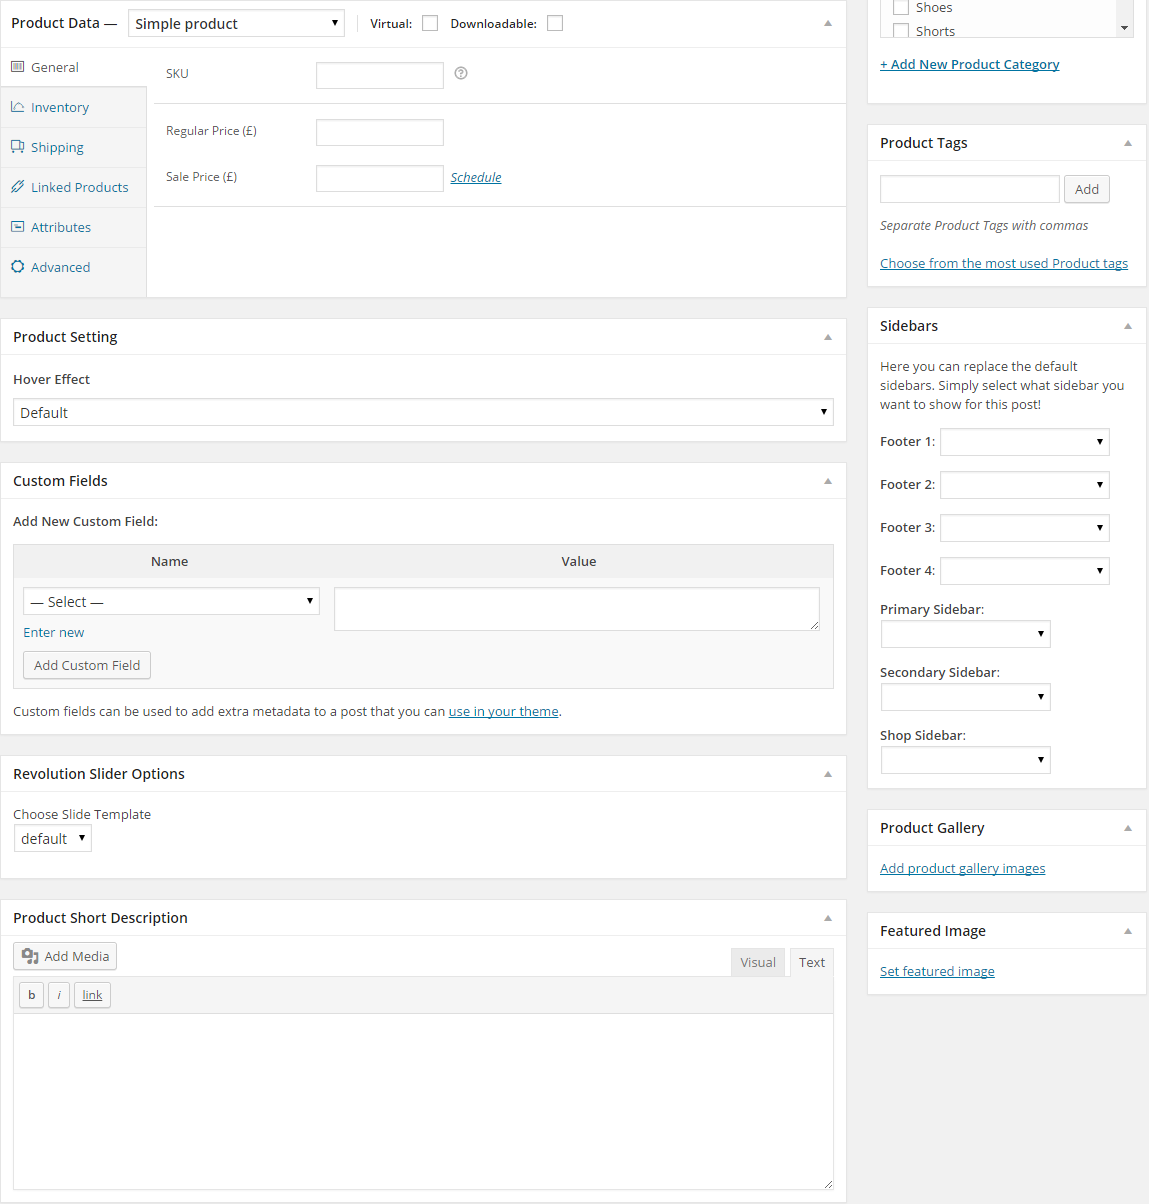 Product Data — Simple product Virtual: Downloadable:
General
Inventory
Shipping
Linked Products
Attributes
Advanced
SKU
Regular Price (£)
Sale Price (£) Schedule
Product Setting
Hover Effect
Default
Custom Fields
Add New Custom Field:
Name Value
— Select —
Enter new
Add Custom Field
Custom fields can be used to add extra metadata to a post that you can use in your theme.
Revolution Slider Options
Choose Slide Template
default
Product Short Description
Add Media Visual Text
b i link
Shoes
Shorts
+ Add New Product Category
Product Tags
Add
Separate Product Tags with commas
Choose from the most used Product tags
Sidebars
Here you can replace the default
sidebars. Simply select what sidebar you
want to show for this post!
Footer 1:
Footer 2:
Footer 3:
Footer 4:
Primary Sidebar:
Secondary Sidebar:
Shop Sidebar:
Product Gallery
Add product gallery images
Featured Image
Set featured image